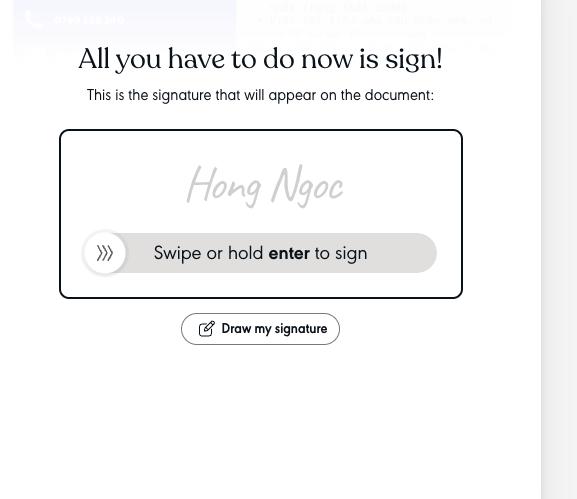 All you have to do now is sign!
This is the signature that will appear on the document:
Hong Ngoc
Swipe or hold enter to sign
Draw my signature